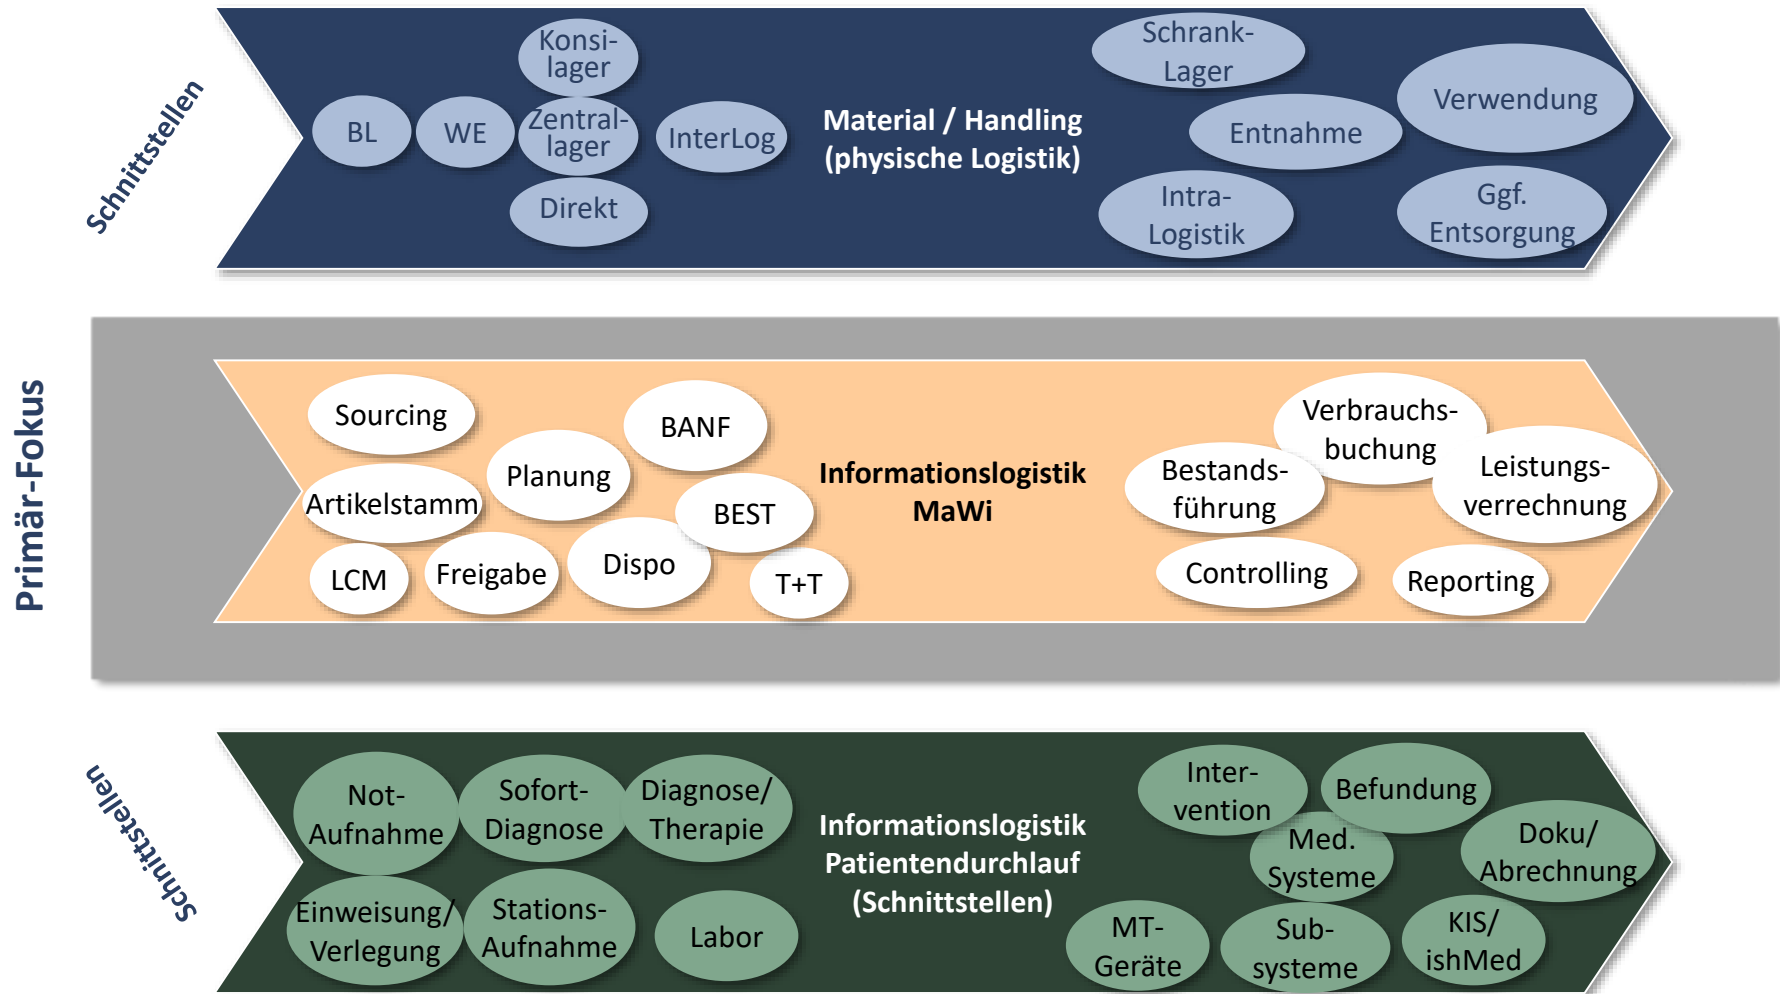 Schnittstellen
BL
WE
Konsi-
lager
Zentral-
lager
Direkt
InterLog
Material / Handling
(physische Logistik)
Schrank-
Lager
Entnahme
Intra-
Logistik
Verwendung
Ggf.
Entsorgung
Primär-Fokus
Sourcing
Artikelstamm
LCM
Planung
Freigabe
BANF
BEST
Dispo
T+T
Informationslogistik
MaWi
Verbrauchs-
buchung
Bestands-
führung
Leistungs-
verrechnung
Controlling
Reporting
Schnittstellen
Not-
Aufnahme
Sofort-
Diagnose
Diagnose/
Therapie
Einweisung/
Verlegung
Stations-
Aufnahme
Labor
Informationslogistik
Patientendurchlauf
(Schnittstellen)
Inter-
vention
Befundung
Med.
Systeme
Doku/
Abrechnung
MT-
Geräte
Sub-
systeme
KIS/
ishMed